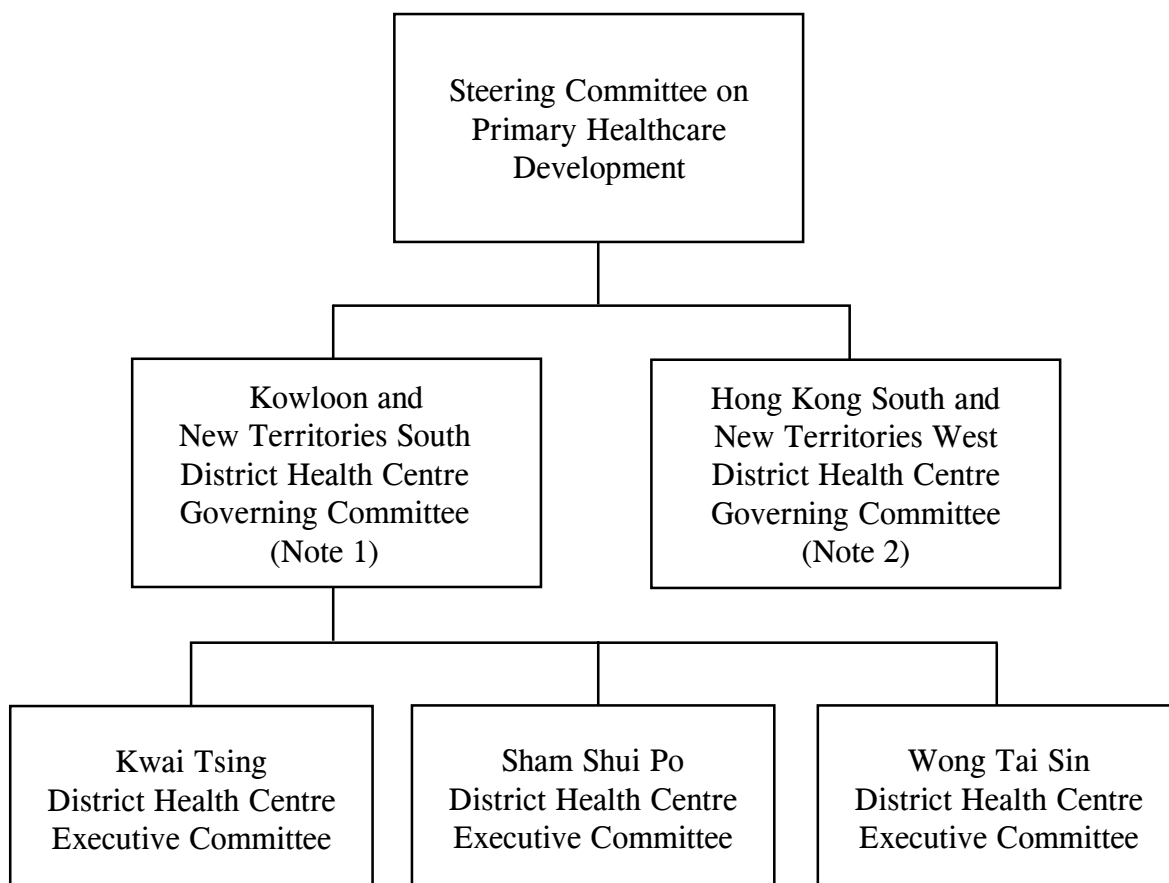 Steering Committee on
Primary Healthcare
Development
Kowloon and
New Territories South
District Health Centre
Governing Committee
(Note 1)
Hong Kong South and
New Territories West
District Health Centre
Governing Committee
(Note 2)
Kwai Tsing
District Health Centre
Executive Committee
Sham Shui Po
District Health Centre
Executive Committee
Wong Tai Sin
District Health Centre
Executive Committee